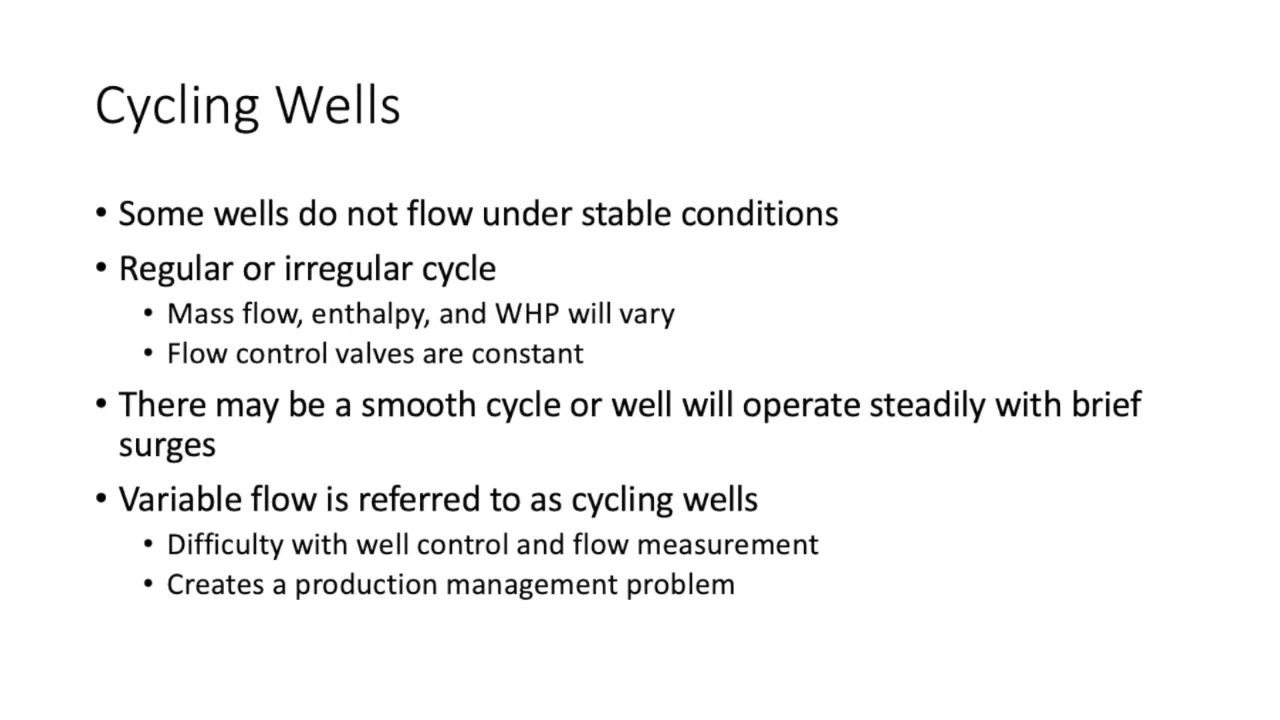 Cycling Wells
• Some wells do not flow under stable conditions
• Regular or irregular cycle
• Mass flow, enthalpy, and WHP will vary
• Flow control valves are constant
• There may be a smooth cycle or well will operate steadily with brief
surges
• Variable flow is referred to as cycling wells
• Difficulty with well control and flow measurement
• Creates a production management problem